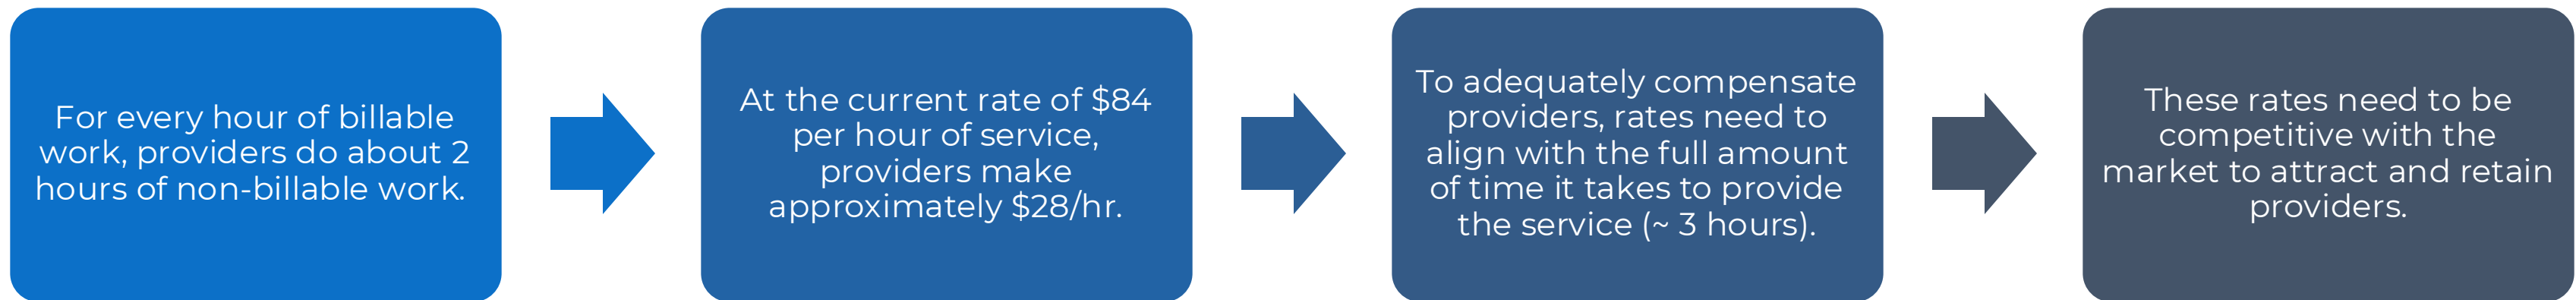 For every hour of billable
work, providers do about 2
hours of non-billable work.
At the current rate of $84
per hour of service,
providers make
approximately $28/hr.
To adequately compensate
providers, rates need to
align with the full amount
of time it takes to provide
the service (~ 3 hours).
These rates need to be
competitive with the
market to attract and retain
providers.